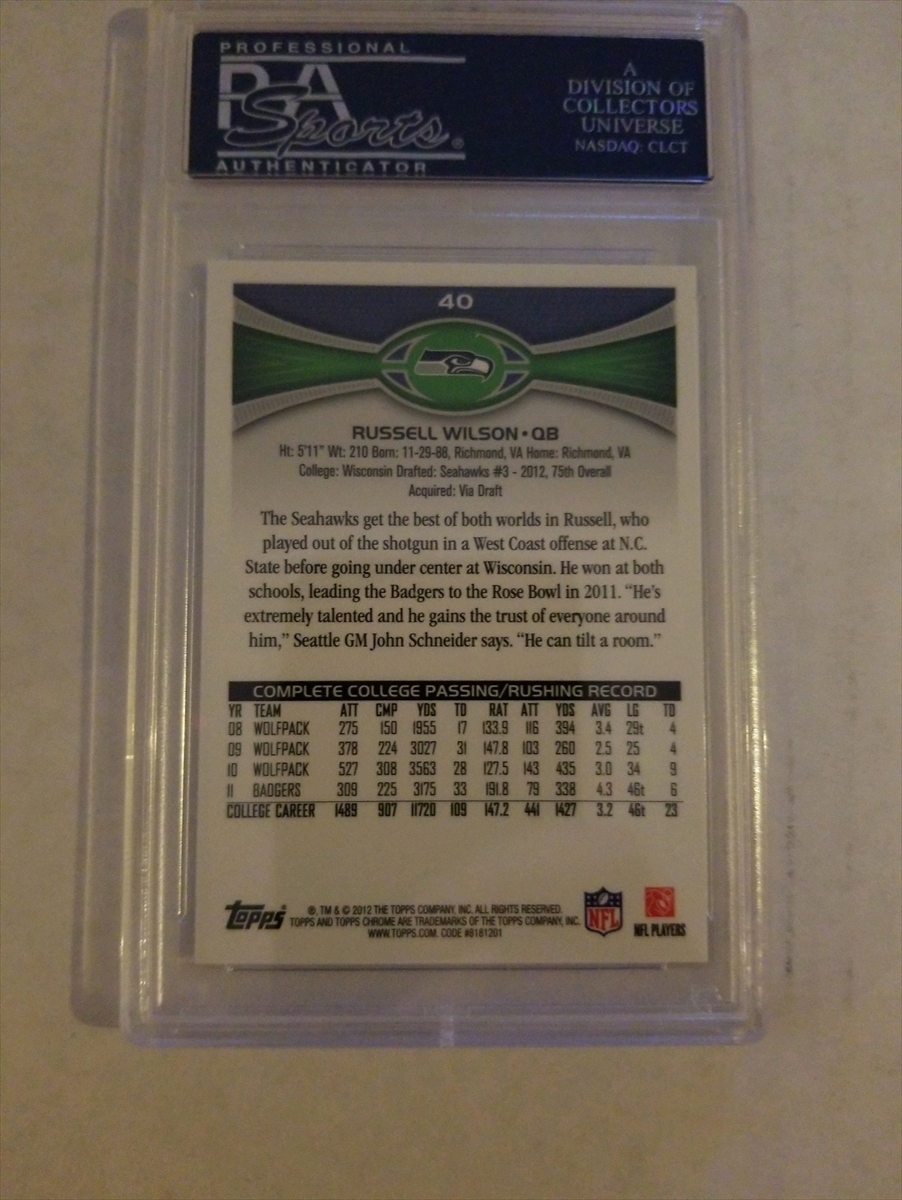 PROFESSIONAL
PSA
Sports®
AUTHENTICATOR
A
DIVISION OF
COLLECTORS
UNIVERSE
NASDAQ: CLCT
40
RUSSELL WILSON • QB
Ht: 5'11" Wt: 210 Born: 11-29-88, Richmond, VA Home: Richmond, VA
College: Wisconsin Drafted: Seahawks #3 - 2012, 75th Overall
Acquired: Via Draft
The Seahawks get the best of both worlds in Russell, who
played out of the shotgun in a West Coast offense at N.C.
State before going under center at Wisconsin. He won at both
schools, leading the Badgers to the Rose Bowl in 2011. “He's
extremely talented and he gains the trust of everyone around
him,” Seattle GM John Schneider says. “He can tilt a room.”
COMPLETE COLLEGE PASSING/RUSHING RECORD
YR TEAM ATT CMP YDS TD RAT ATT YDS AVG LG TD
08 WOLFPACK 275 150 1955 17 133.9 116 394 3.4 29t 4
09 WOLFPACK 378 224 3027 31 147.8 103 260 2.5 25 4
10 WOLFPACK 527 308 3563 28 127.5 143 435 3.0 34 9
11 BADGERS 309 225 3175 33 191.8 79 338 4.3 46t 6
COLLEGE CAREER 1489 907 11720 109 147.2 441 1427 3.2 46t 23
topps®
®, TM & © 2012 THE TOPPS COMPANY, INC. ALL RIGHTS RESERVED.
TOPPS AND TOPPS CHROME ARE TRADEMARKS OF THE TOPPS COMPANY, INC.
WWW.TOPPS.COM. CODE #8181201
NFL
NFL PLAYERS